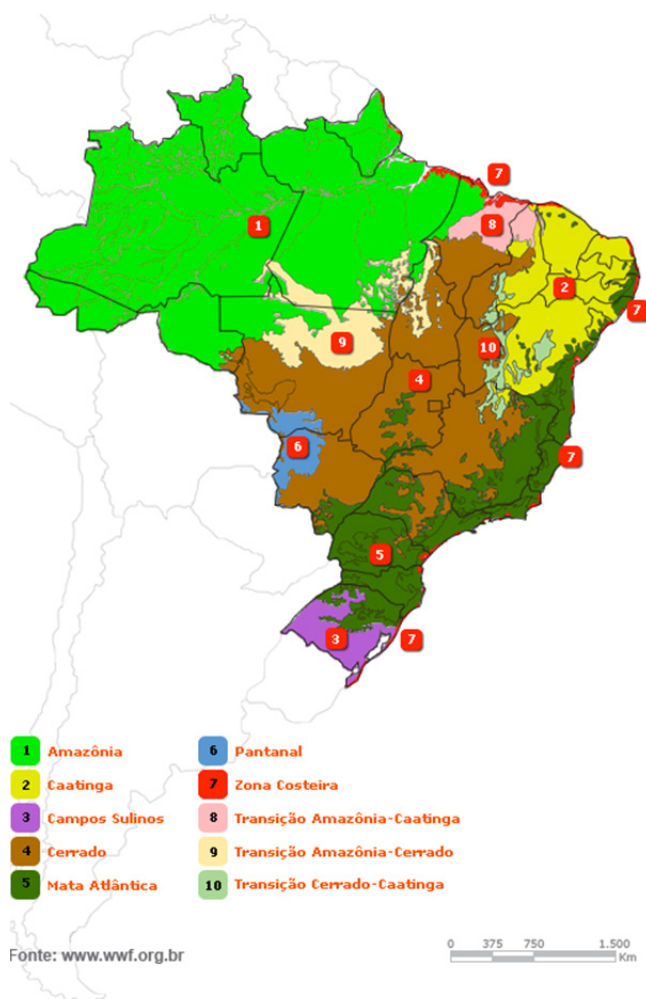 7
8
1
2
7
9
10
4
6
7
5
3
7
1 Amazônia
2 Caatinga
3 Campos Sulinos
4 Cerrado
5 Mata Atlântica
6 Pantanal
7 Zona Costeira
8 Transição Amazônia-Caatinga
9 Transição Amazônia-Cerrado
10 Transição Cerrado-Caatinga
Fonte: www.wwf.org.br
0 375 750 1.500
Km